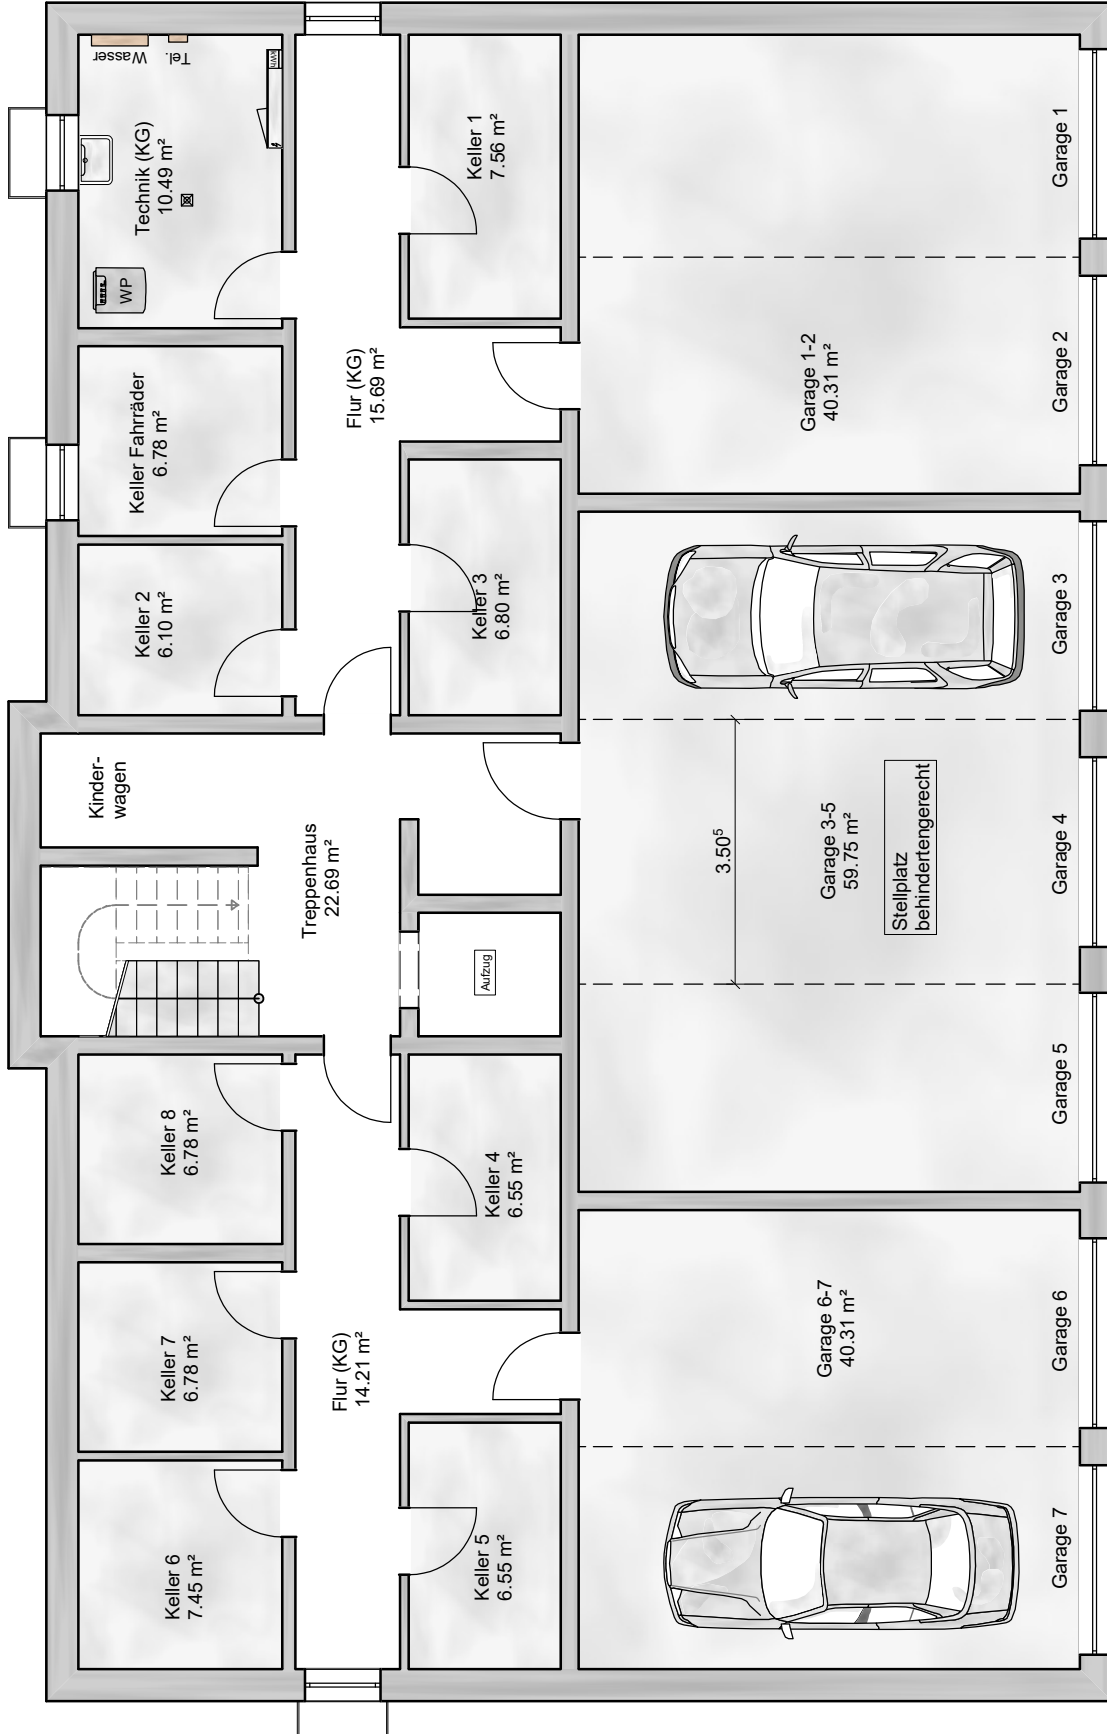 Wasser
Tel.
kWh
Technik (KG)
10.49 m²
WP
Keller Fahrräder
6.78 m²
Keller 2
6.10 m²
Kinder-
wagen
Treppenhaus
22.69 m²
Aufzug
Keller 8
6.78 m²
Keller 7
6.78 m²
Keller 6
7.45 m²
Flur (KG)
15.69 m²
Flur (KG)
14.21 m²
Keller 1
7.56 m²
Keller 3
6.80 m²
Keller 4
6.55 m²
Keller 5
6.55 m²
Garage 1-2
40.31 m²
Garage 3-5
59.75 m²
3.50⁵
Stellplatz
behindertengerecht
Garage 6-7
40.31 m²
Garage 1
Garage 2
Garage 3
Garage 4
Garage 5
Garage 6
Garage 7